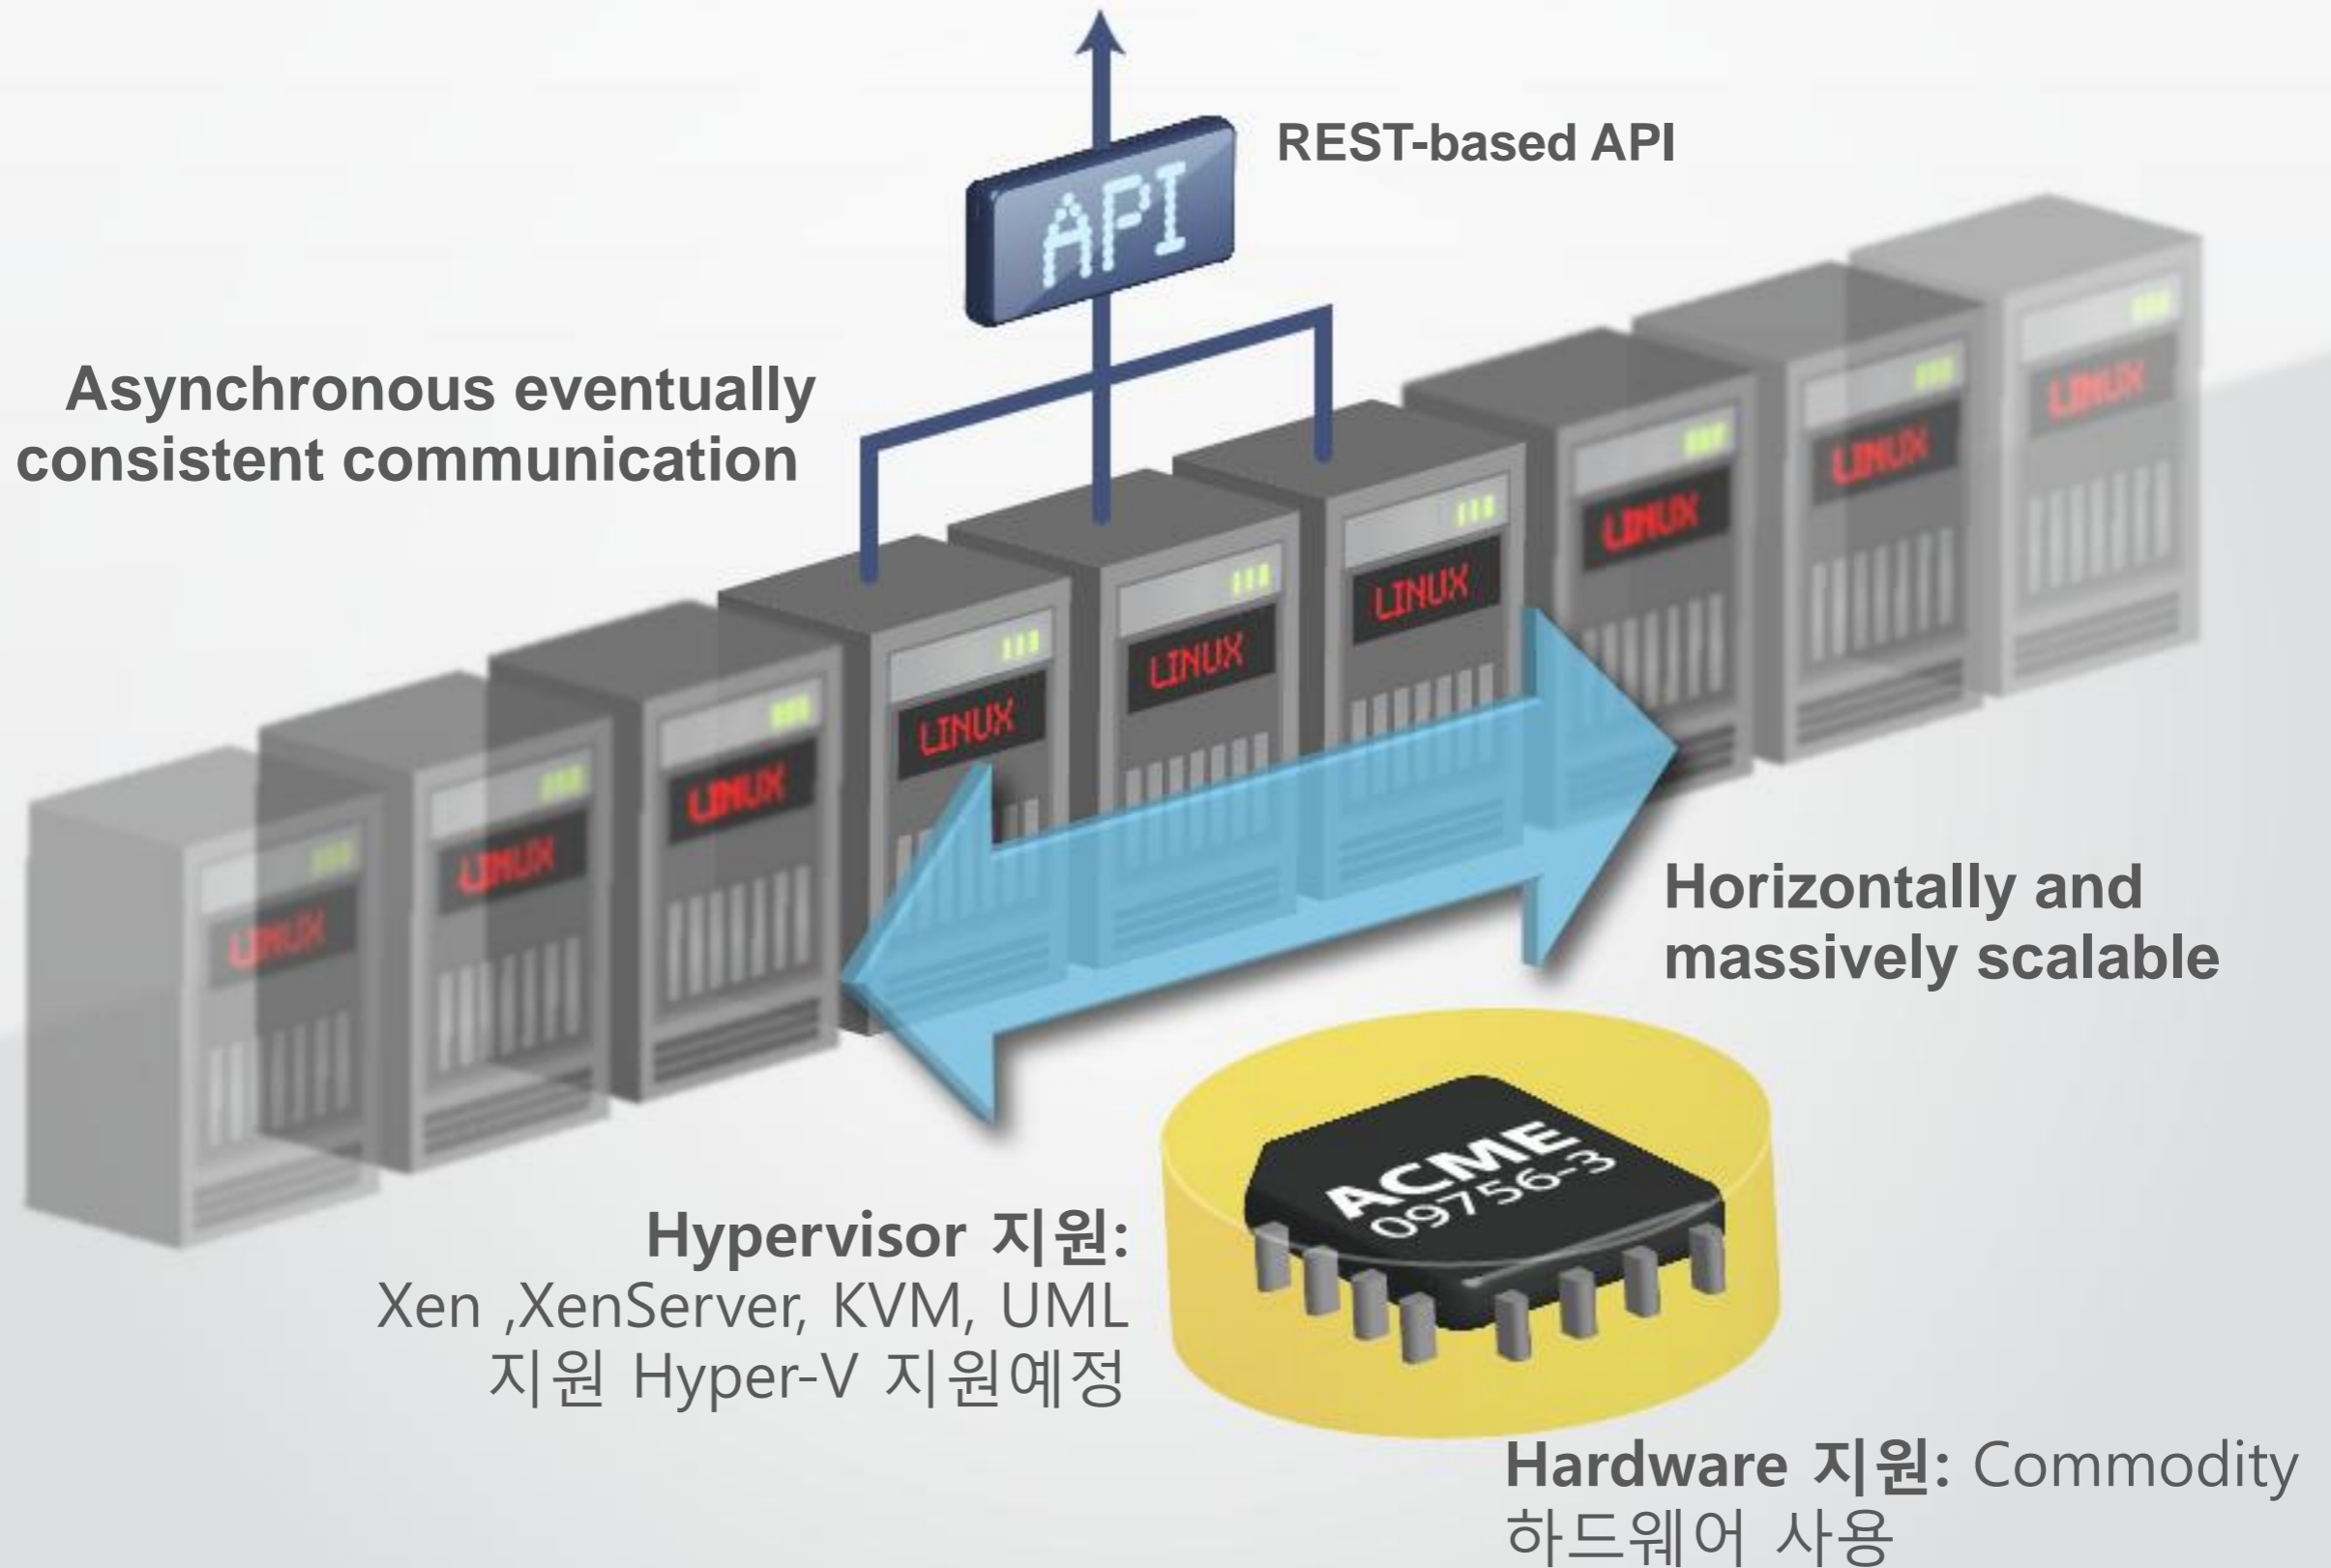 REST-based API
API
Asynchronous eventually
consistent communication
LINUX
LINUX
LINUX
LINUX
LINUX
LINUX
LINUX
LINUX
LINUX
Horizontally and
massively scalable
ACME
09756-3
Hypervisor 지원:
Xen ,XenServer, KVM, UML
지원 Hyper-V 지원예정
Hardware 지원: Commodity
하드웨어 사용